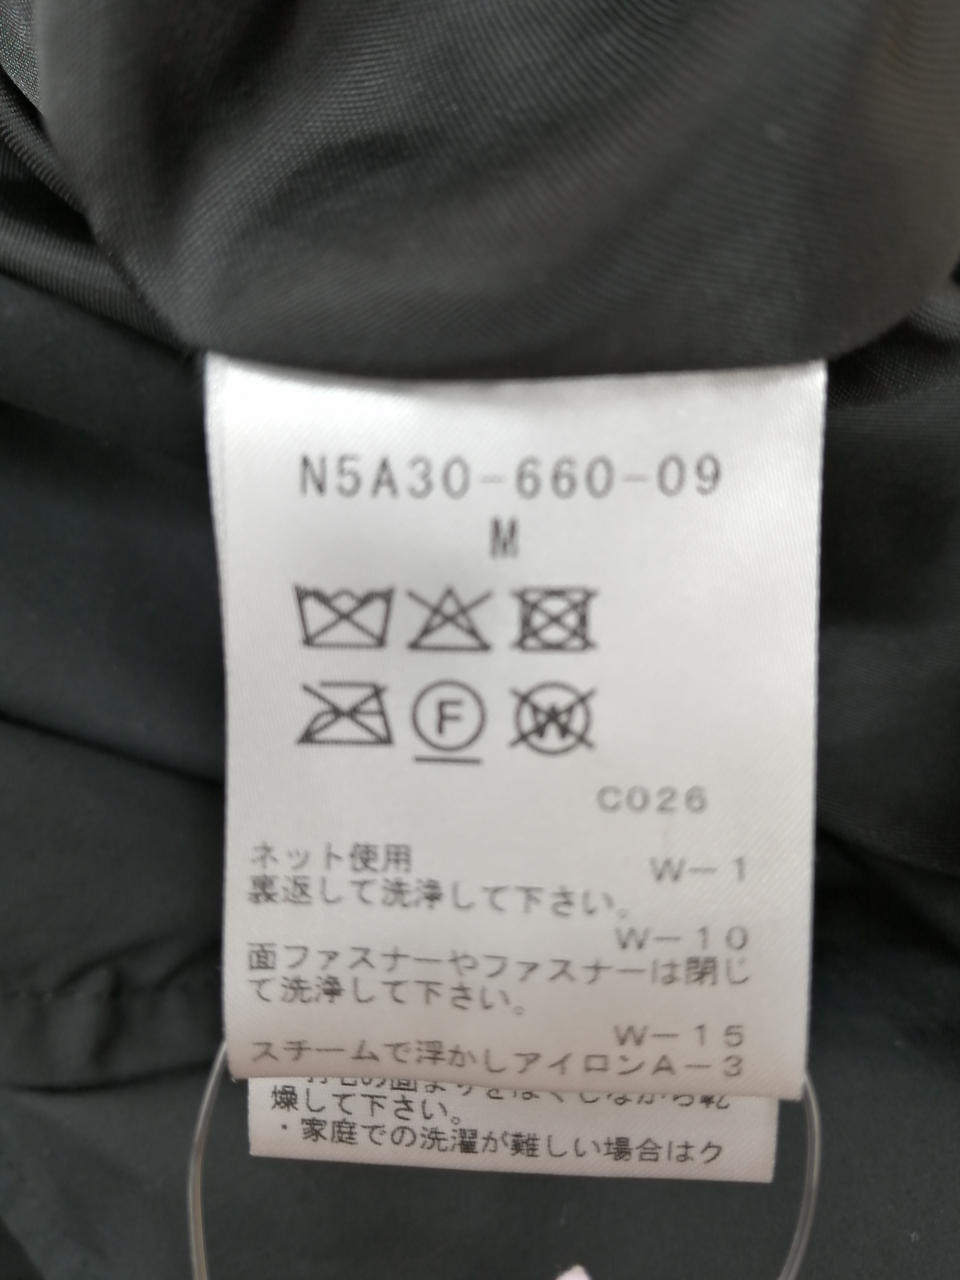 N5A30-660-09
M
F
W
C026
ネット使用 W-1
裏返して洗浄して下さい。
W-10
面ファスナーやファスナーは閉じ
て洗浄して下さい。
W-15
スチームで浮かしアイロンA-3
燥して下さい。
・家庭での洗濯が難しい場合はク